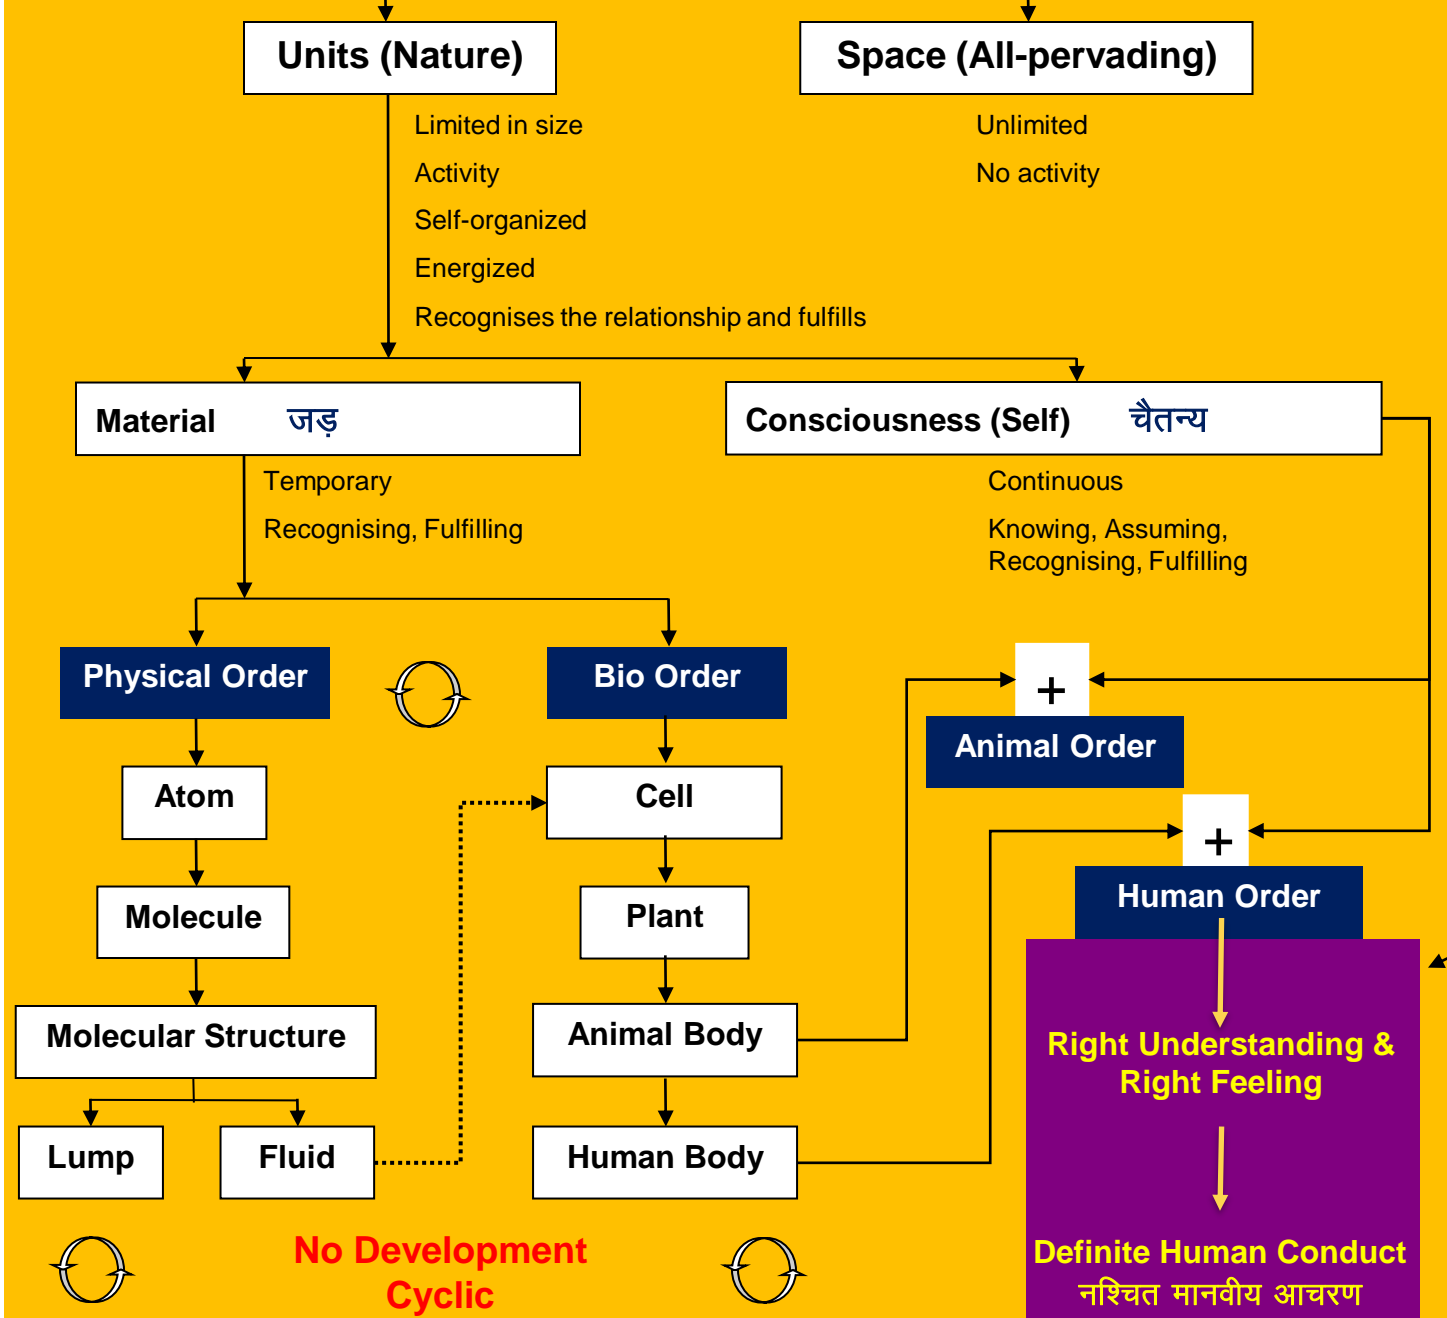 Units (Nature)
Space (All-pervading)
Limited in size
Activity
Self-organized
Energized
Recognises the relationship and fulfills
Unlimited
No activity
Material जड़
Consciousness (Self) चैतन्य
Temporary
Recognising, Fulfilling
Continuous
Knowing, Assuming,
Recognising, Fulfilling
Physical Order
Bio Order
+
Animal Order
Atom
Cell
+
Human Order
Molecule
Plant
Molecular Structure
Animal Body
Right Understanding &
Right Feeling
Lump
Fluid
Human Body
No Development
Cyclic
Definite Human Conduct
निश्चित मानवीय आचरण